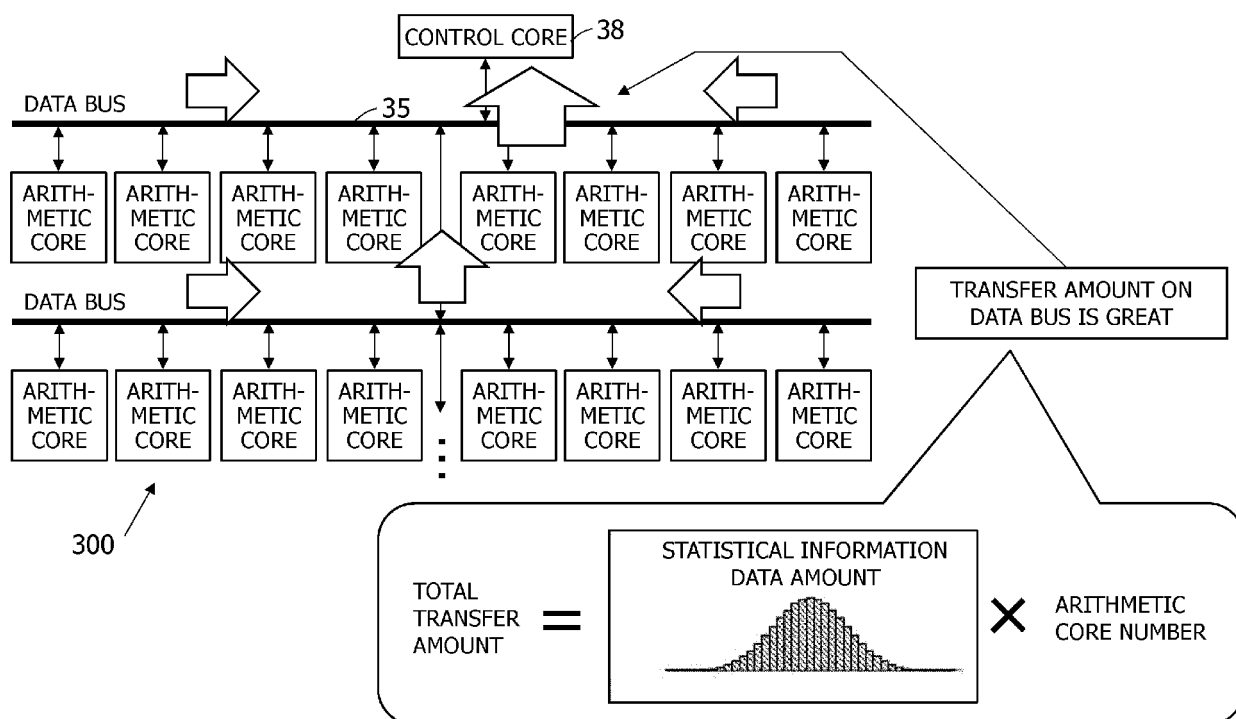 CONTROL CORE
38
DATA BUS
35
ARITH-
METIC
CORE
ARITH-
METIC
CORE
ARITH-
METIC
CORE
ARITH-
METIC
CORE
ARITH-
METIC
CORE
ARITH-
METIC
CORE
ARITH-
METIC
CORE
ARITH-
METIC
CORE
DATA BUS
TRANSFER AMOUNT ON
DATA BUS IS GREAT
ARITH-
METIC
CORE
ARITH-
METIC
CORE
ARITH-
METIC
CORE
ARITH-
METIC
CORE
ARITH-
METIC
CORE
ARITH-
METIC
CORE
ARITH-
METIC
CORE
ARITH-
METIC
CORE
300
TOTAL
TRANSFER
AMOUNT
=
STATISTICAL INFORMATION
DATA AMOUNT
×
ARITHMETIC
CORE NUMBER